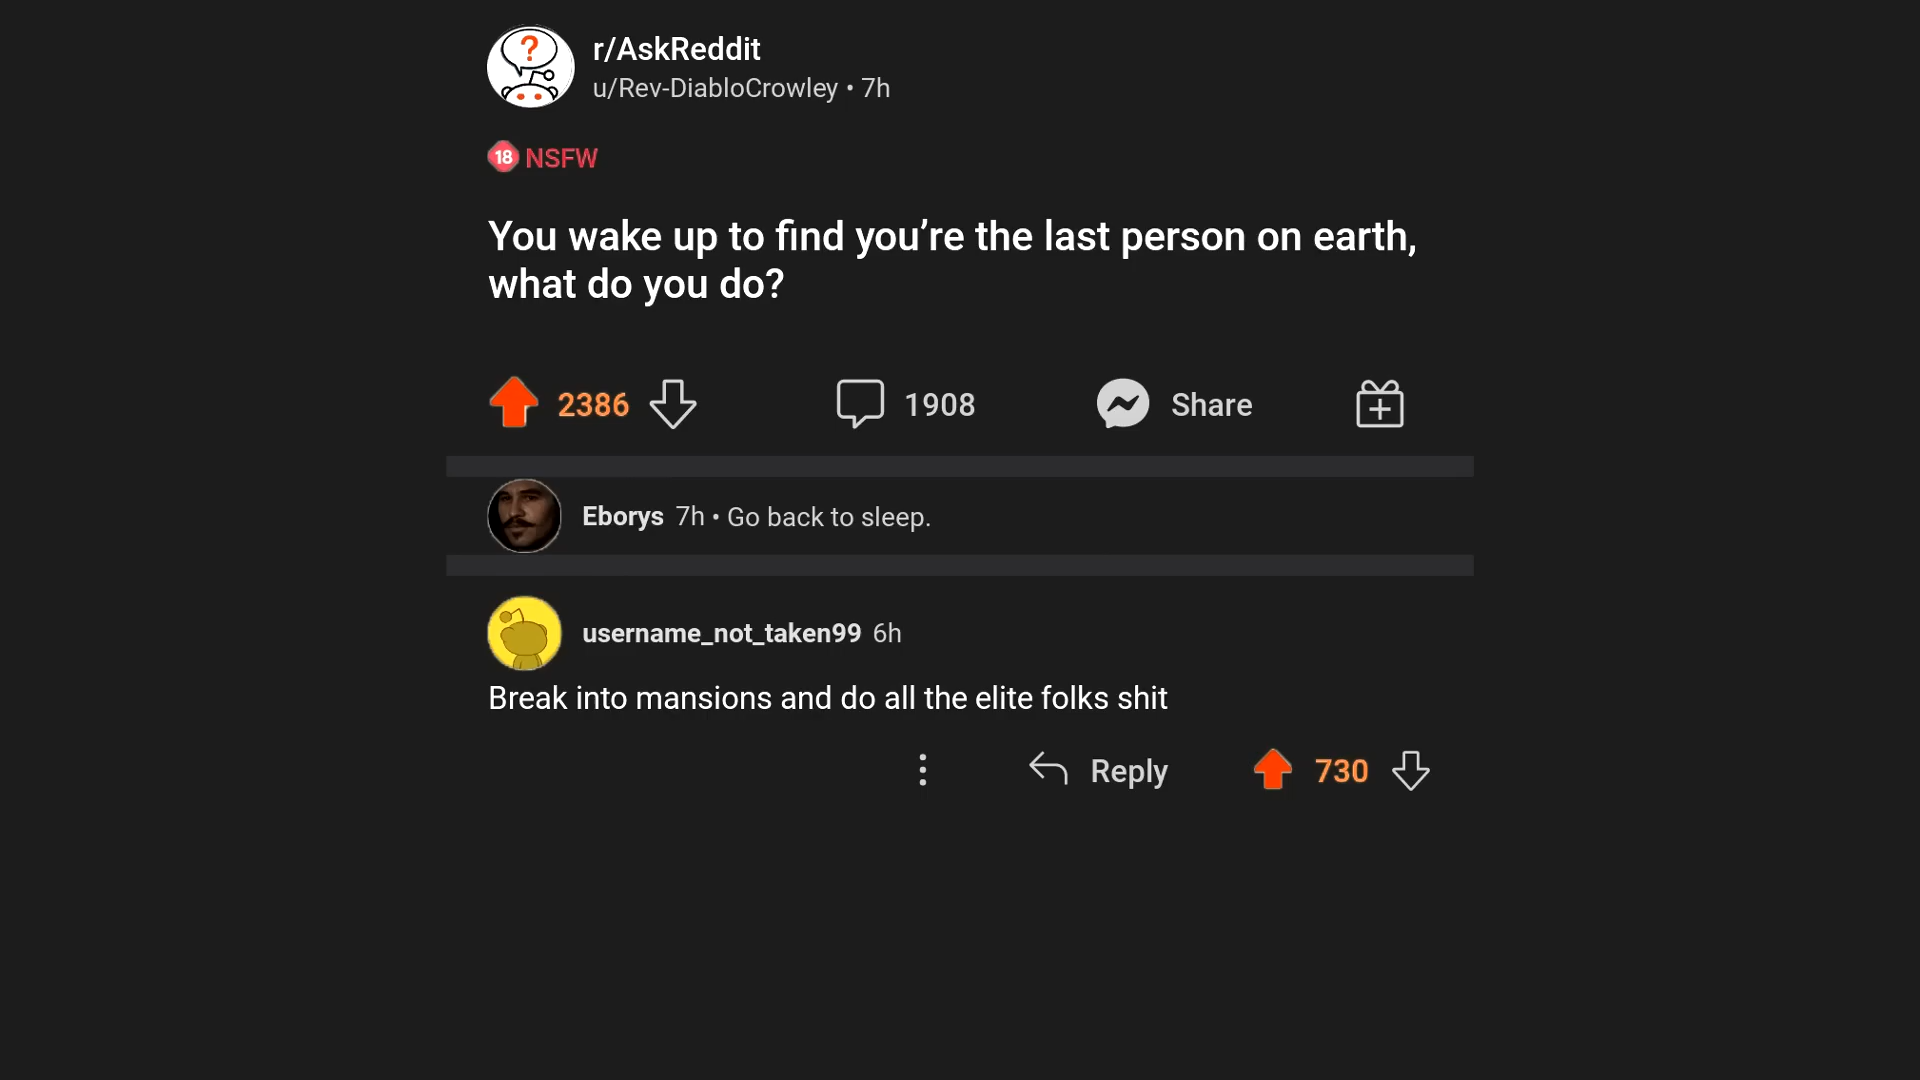 ?
r/AskReddit
u/Rev-DiabloCrowley • 7h
18 NSFW
You wake up to find you’re the last person on earth,
what do you do?
2386
1908
Share
Eborys 7h • Go back to sleep.
username_not_taken99 6h
Break into mansions and do all the elite folks shit
Reply
730